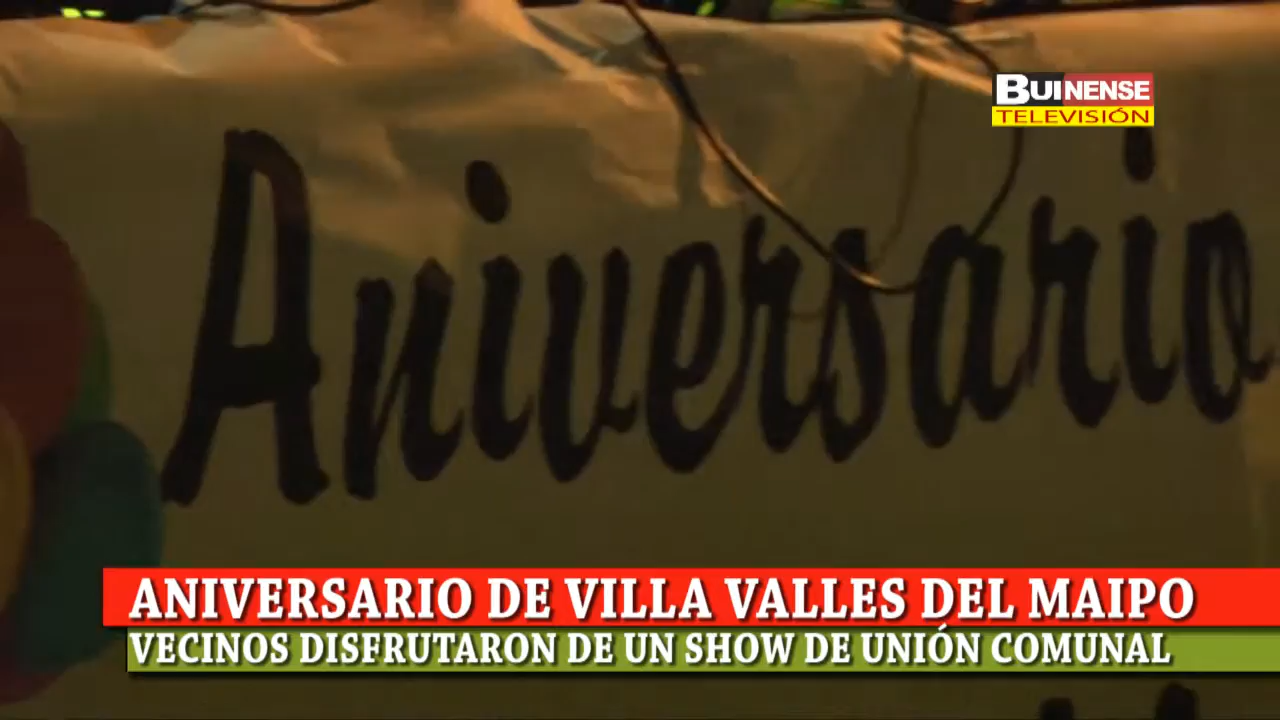 BUINENSE
TELEVISIÓN
Aniversario
ANIVERSARIO DE VILLA VALLES DEL MAIPO
VECINOS DISFRUTARON DE UN SHOW DE UNIÓN COMUNAL